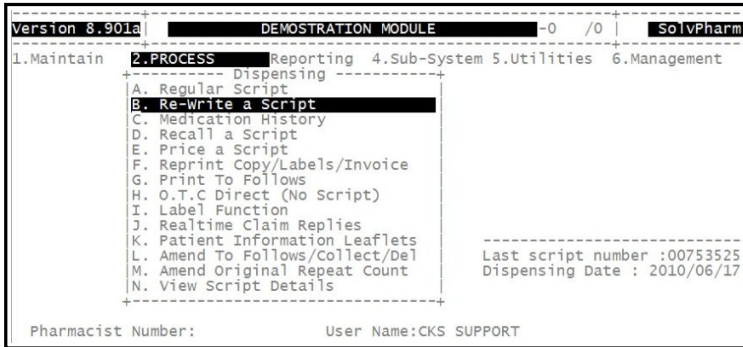 Version 8.901a| DEMOSTRATION MODULE -0 /0 | SolvPharm
1.Maintain 2.PROCESS Reporting 4.Sub-System 5.Utilities 6.Management
Dispensing
A. Regular Script
B. Re-Write a Script
C. Medication History
D. Recall a Script
E. Price a Script
F. Reprint Copy/Labels/Invoice
G. Print To Follows
H. O.T.C Direct (No Script)
I. Label Function
J. Realtime Claim Replies
K. Patient Information Leaflets
L. Amend To Follows/Collect/Del Last script number :00753525
M. Amend Original Repeat Count Dispensing Date : 2010/06/17
N. View Script Details
Pharmacist Number: User Name:CKS SUPPORT